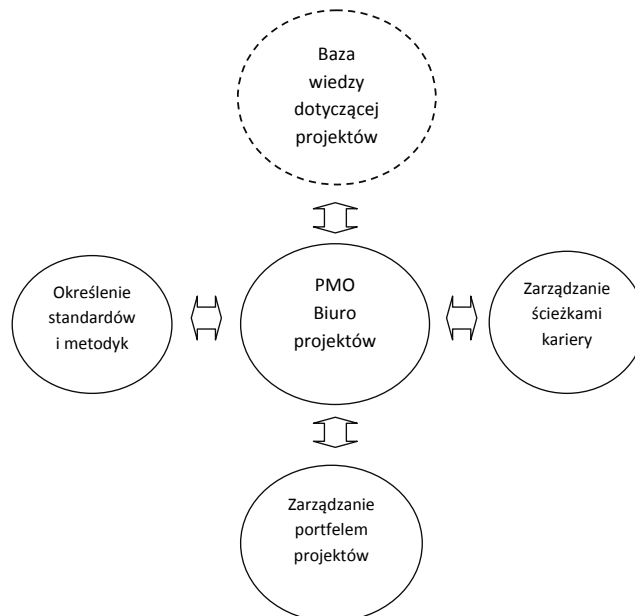 Baza
wiedzy
dotyczącej
projektów
Określenie
standardów
i metodyk
PMO
Biuro
projektów
Zarządzanie
ścieżkami
kariery
Zarządzanie
portfelem
projektów